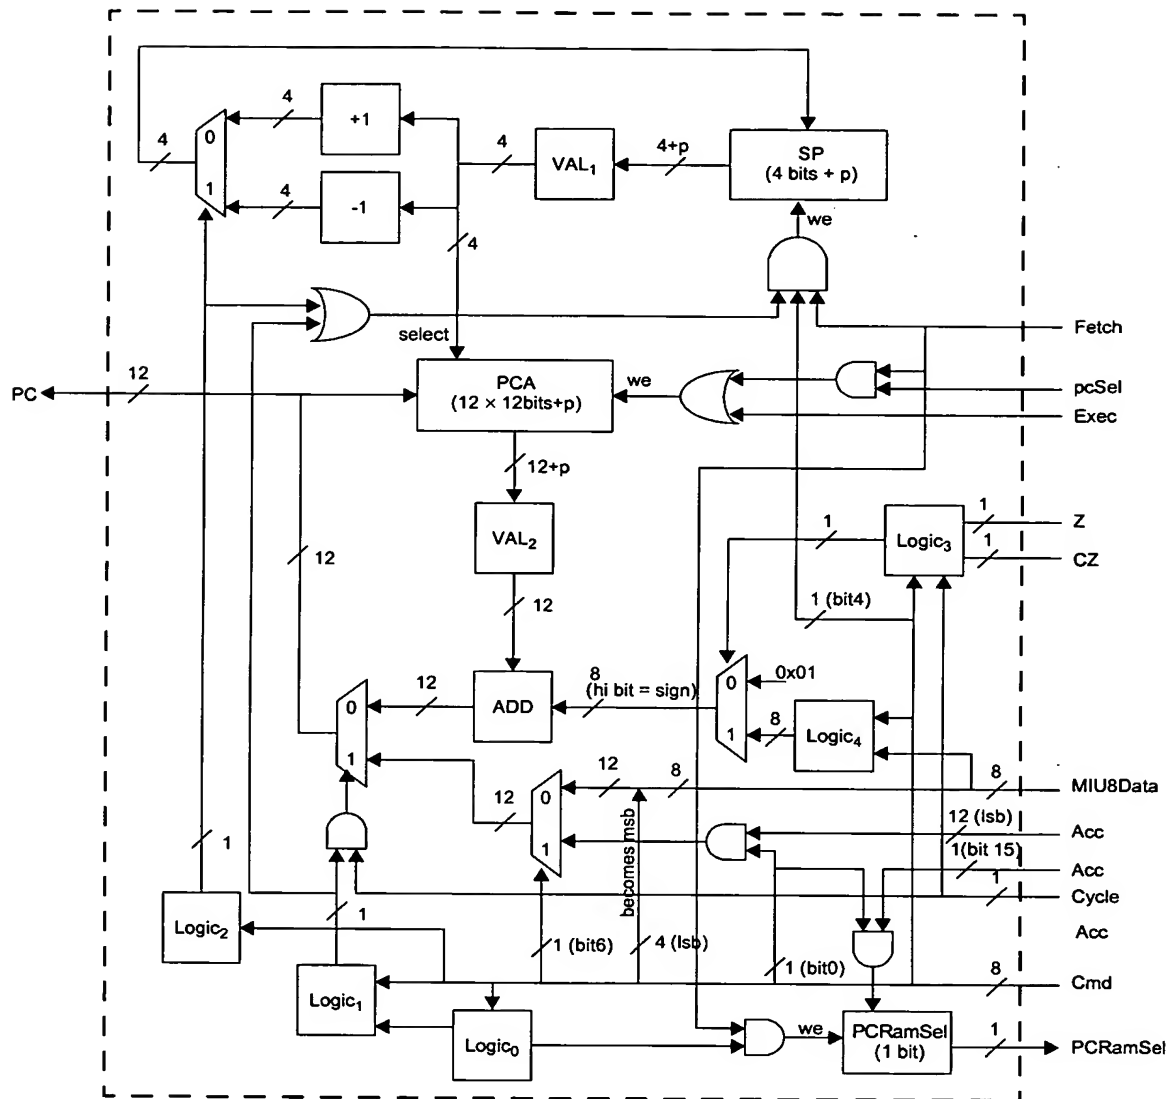 4
+1
4
0
4
1
4
-1
4
VAL1
4+p
SP
(4 bits + p)
we
4
select
Fetch
12
PC
PCA
(12 × 12bits+p)
we
pcSel
Exec
12+p
VAL2
12
12
1
Logic3
1
Z
1
CZ
1 (bit4)
0
12
ADD
8
(hi bit = sign)
0
0x01
1
8
Logic4
1
12
12
0
1
8
8
MIU8Data
becomes msb
12 (lsb)
Acc
1(bit 15)
Acc
1
Cycle
Acc
1
Logic2
1
1 (bit6)
4 (lsb)
1 (bit0)
8
Cmd
Logic1
Logic0
we
PCRamSel
(1 bit)
1
PCRamSel